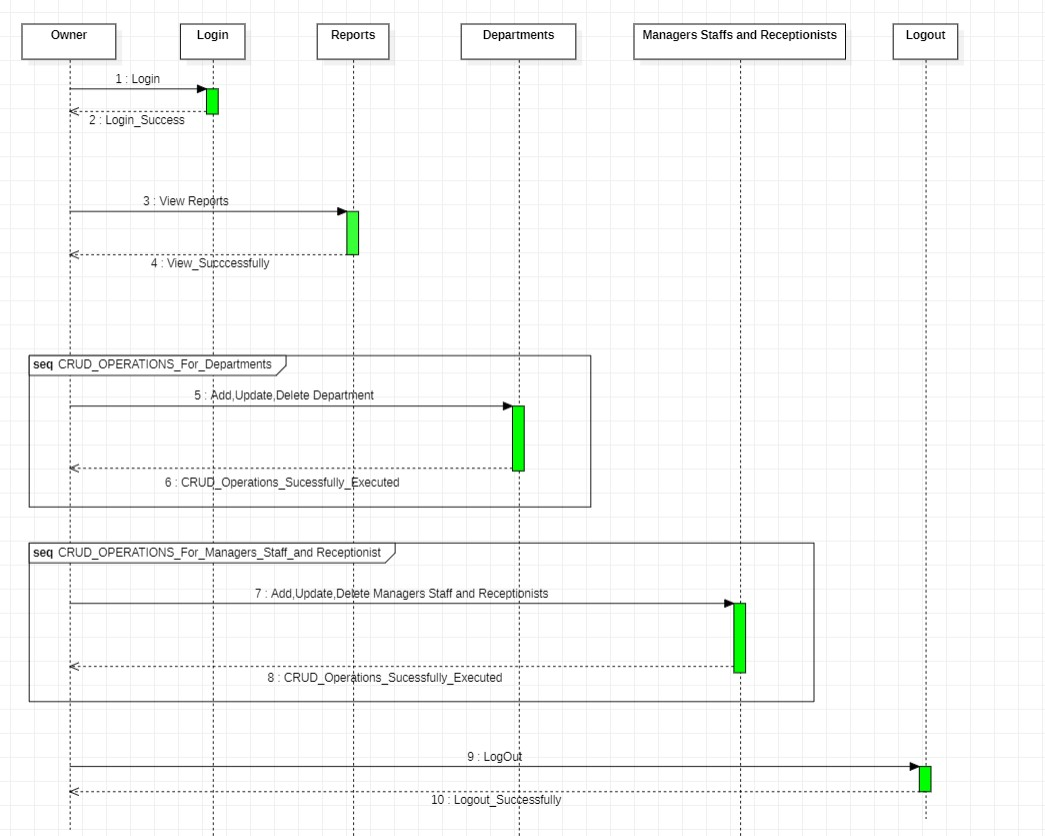 Owner
Login
Reports
Departments
Managers Staffs and Receptionists
Logout
1 : Login
2 : Login_Success
3 : View Reports
4 : View_Succcessfully
seq CRUD_OPERATIONS_For_Departments
5 : Add,Update,Delete Department
6 : CRUD_Operations_Sucessfully_Executed
seq CRUD_OPERATIONS_For_Managers_Staff_and Receptionist
7 : Add,Update,Delete Managers Staff and Receptionists
8 : CRUD_Operations_Sucessfully_Executed
9 : LogOut
10 : Logout_Successfully